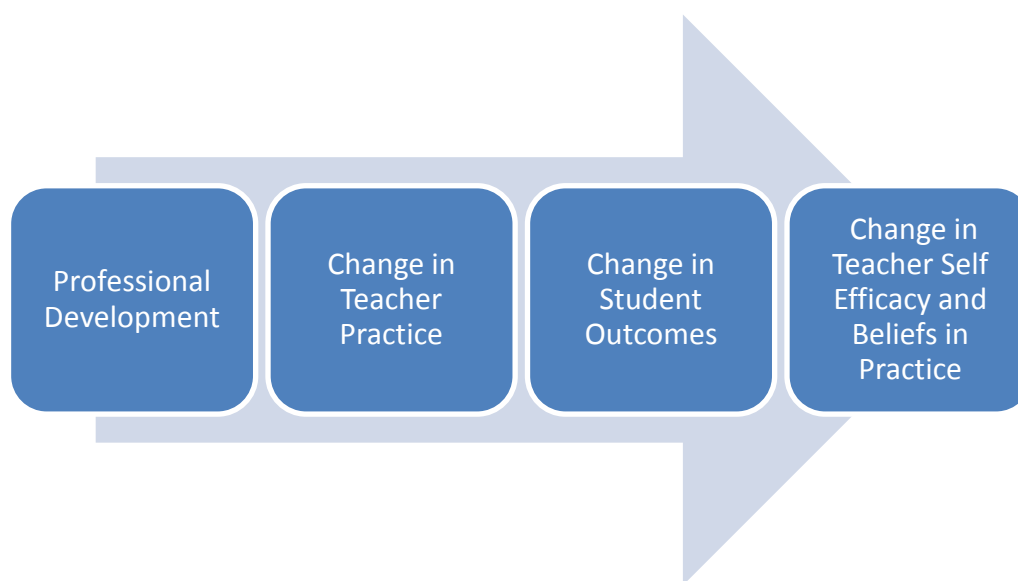 Professional
Development
Change in
Teacher
Practice
Change in
Student
Outcomes
Change in
Teacher Self
Efficacy and
Beliefs in
Practice